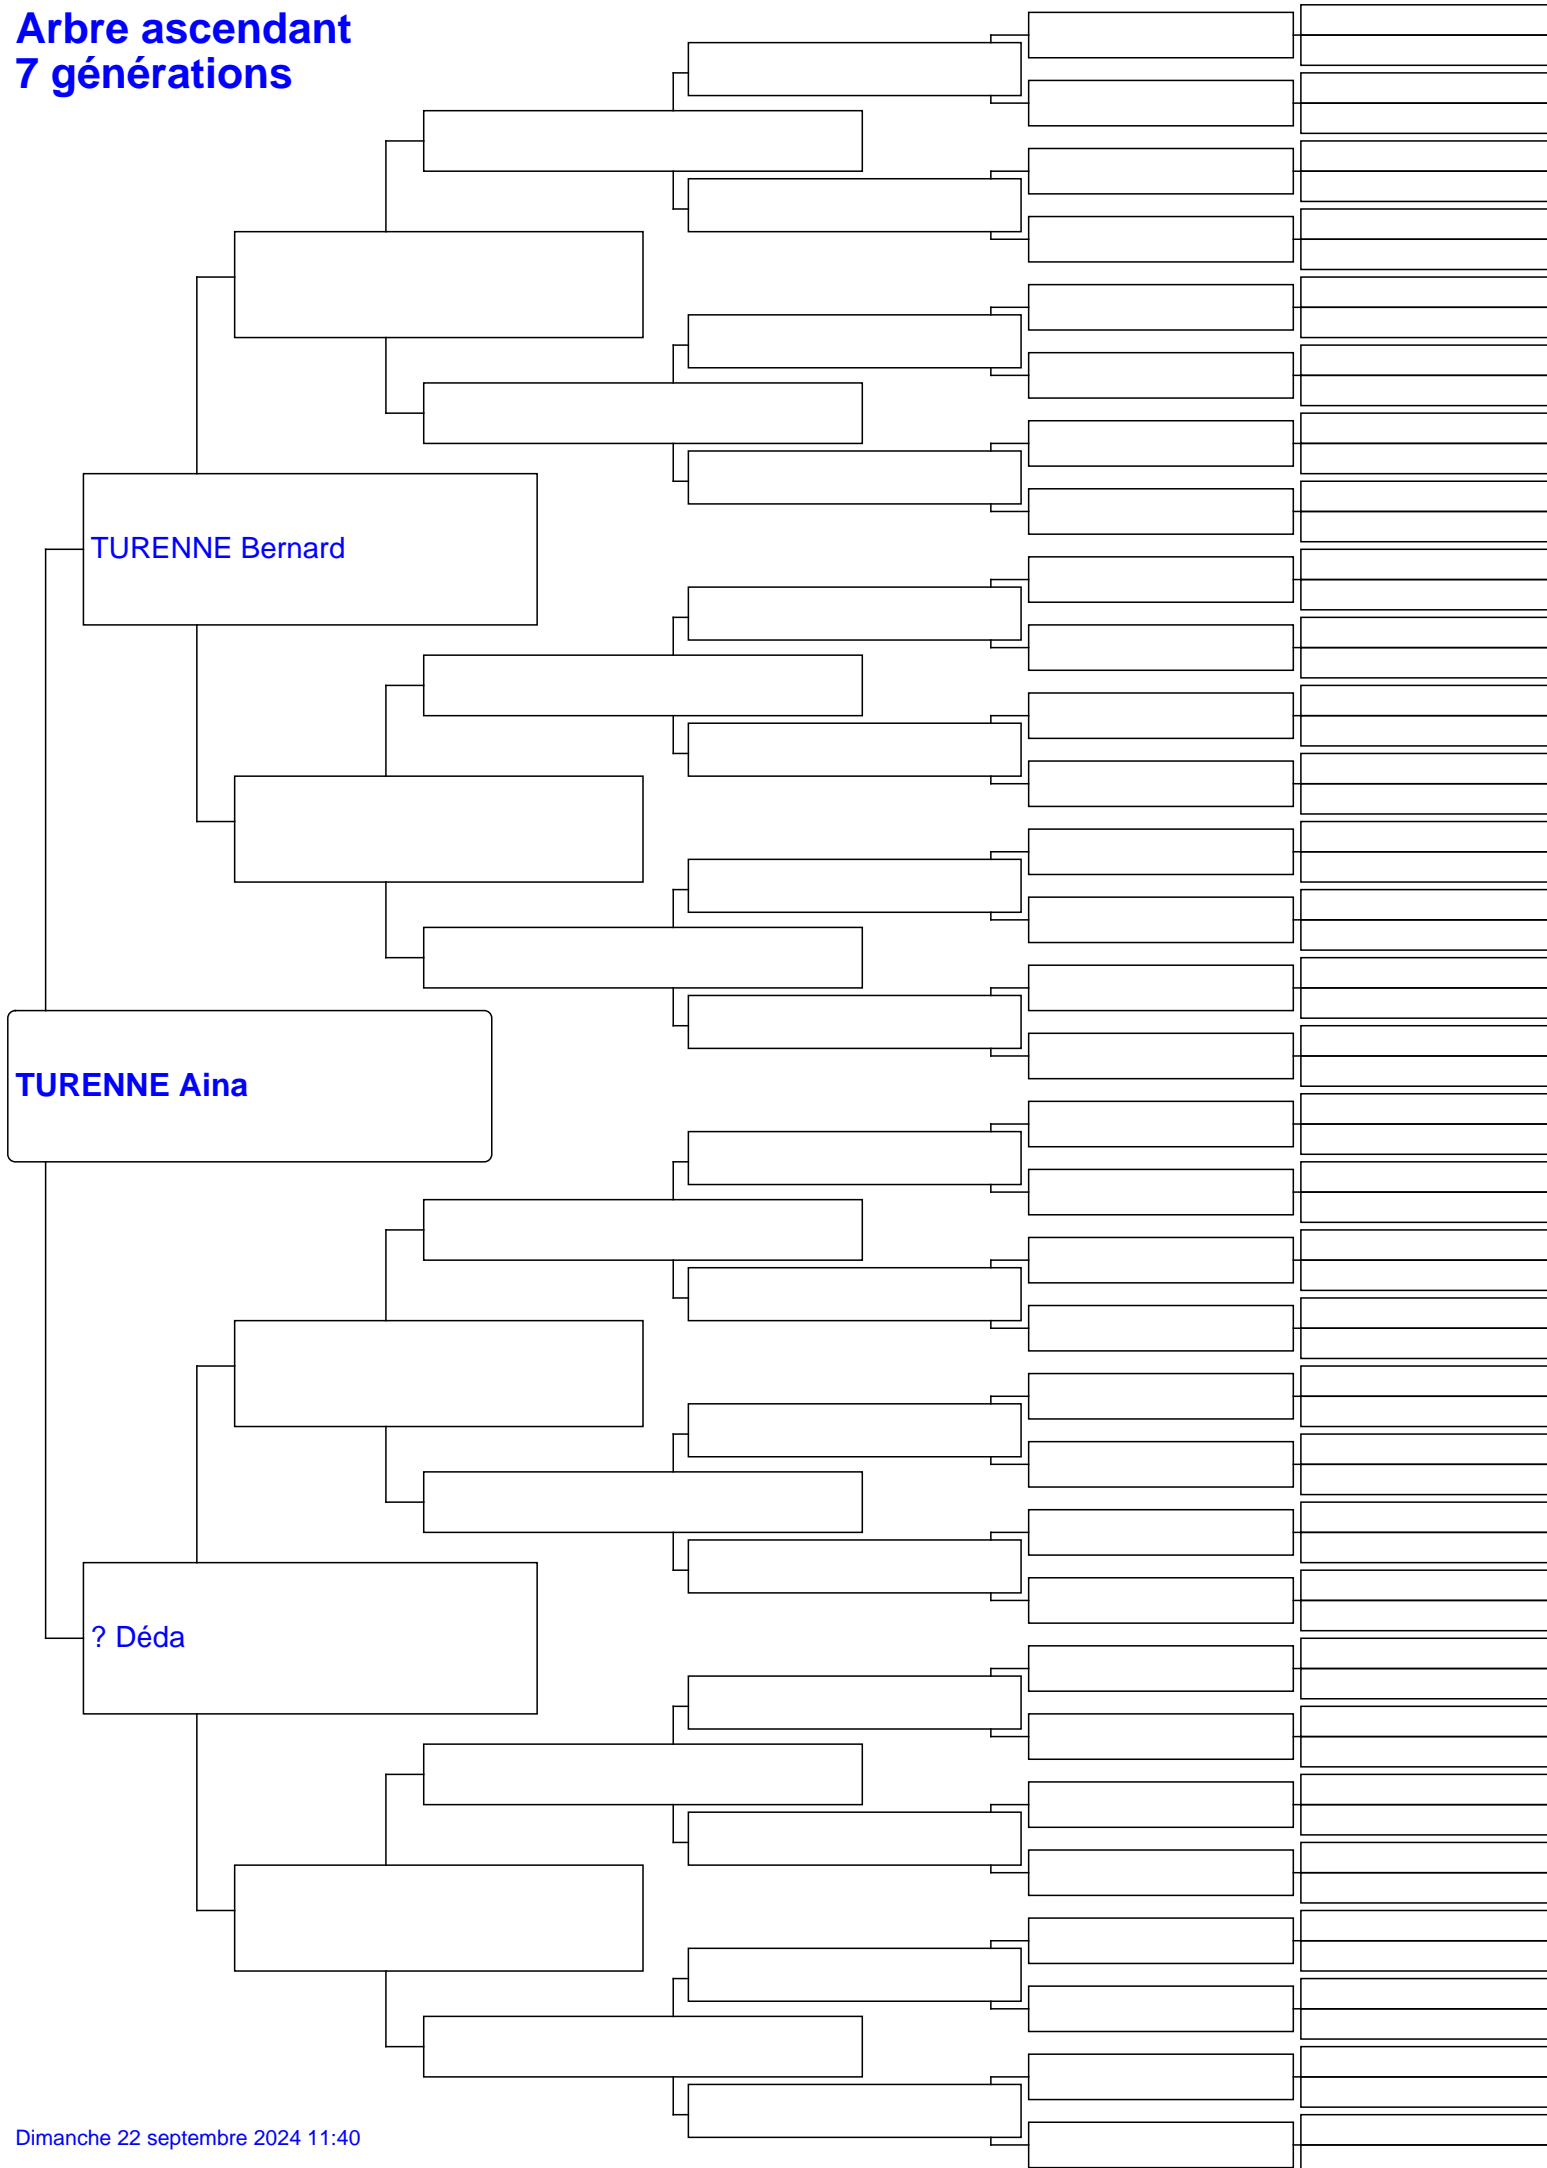 Arbre ascendant
7 générations
TURENNE Bernard
TURENNE Aina
? Déda
Dimanche 22 septembre 2024 11:40